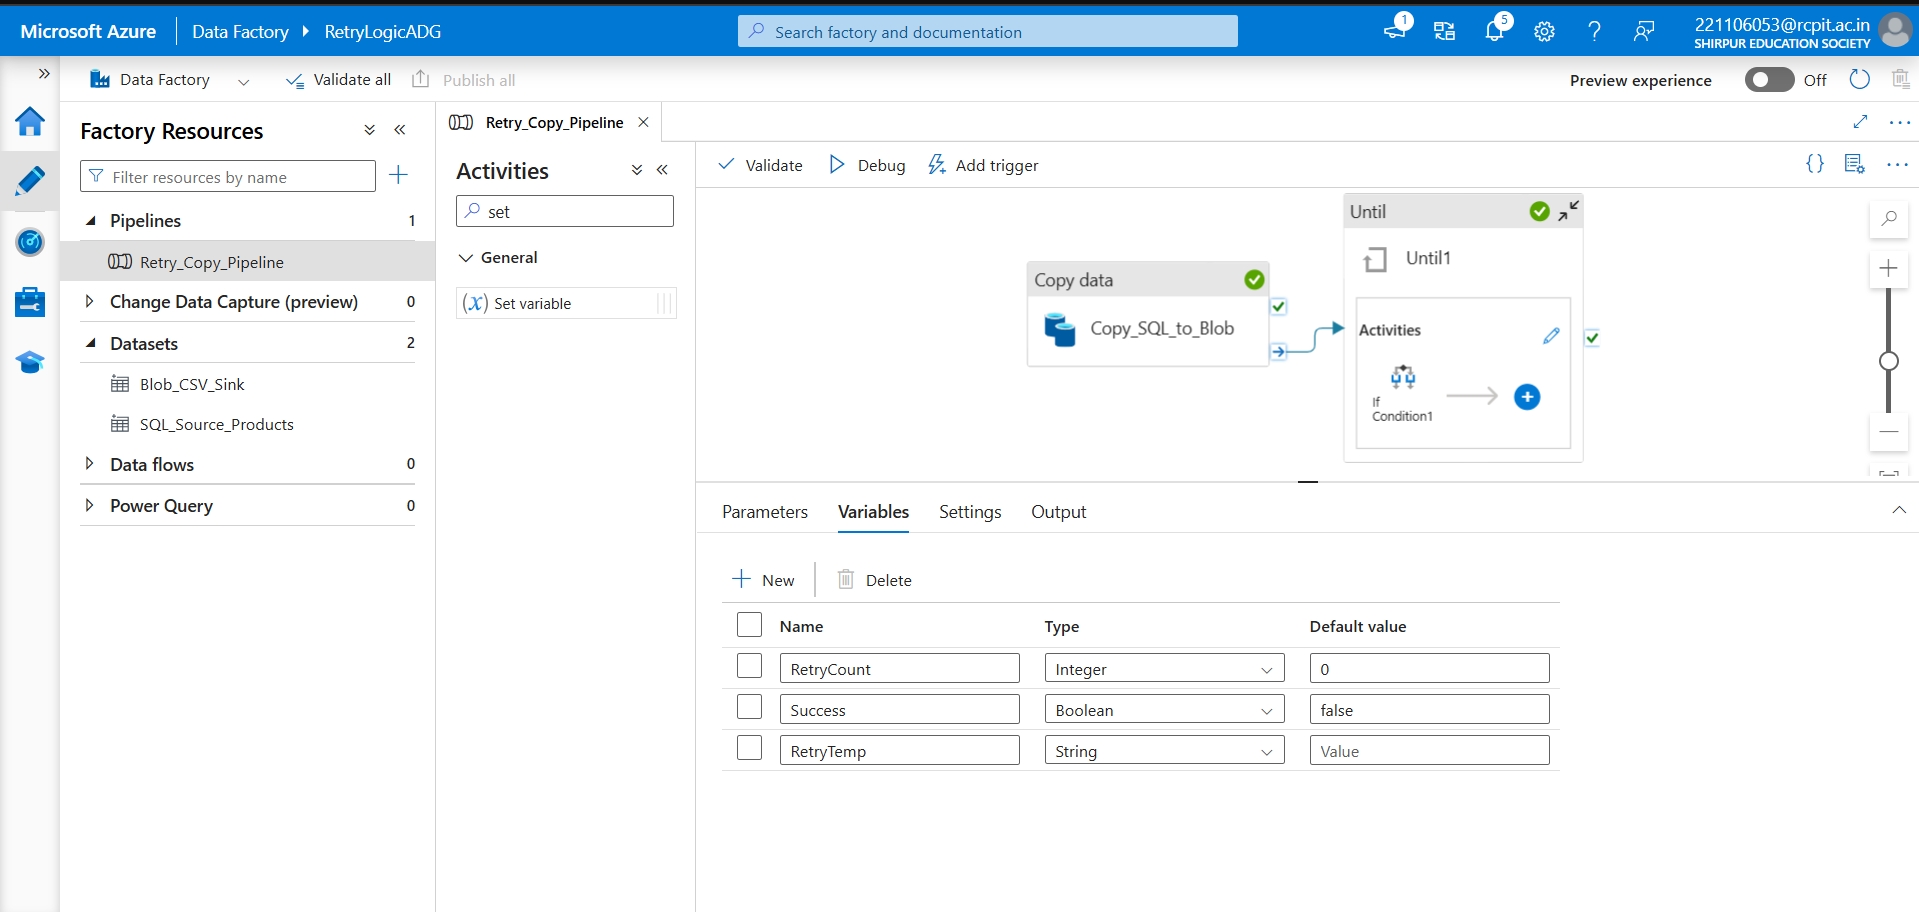 Microsoft Azure
Data Factory
RetryLogicADG
Search factory and documentation
1
5
221106053@rcpit.ac.in
SHIRPUR EDUCATION SOCIETY
Data Factory
Validate all
Publish all
Preview experience
Off
Factory Resources
Filter resources by name
Pipelines 1
Retry_Copy_Pipeline
Change Data Capture (preview) 0
Datasets 2
Blob_CSV_Sink
SQL_Source_Products
Data flows 0
Power Query 0
Retry_Copy_Pipeline
Activities
set
General
(x) Set variable
Validate
Debug
Add trigger
{}
Copy data
Copy_SQL_to_Blob
Until
Until1
Activities
If
Condition1
Parameters
Variables
Settings
Output
New
Delete
Name Type Default value
RetryCount Integer 0
Success Boolean false
RetryTemp String Value